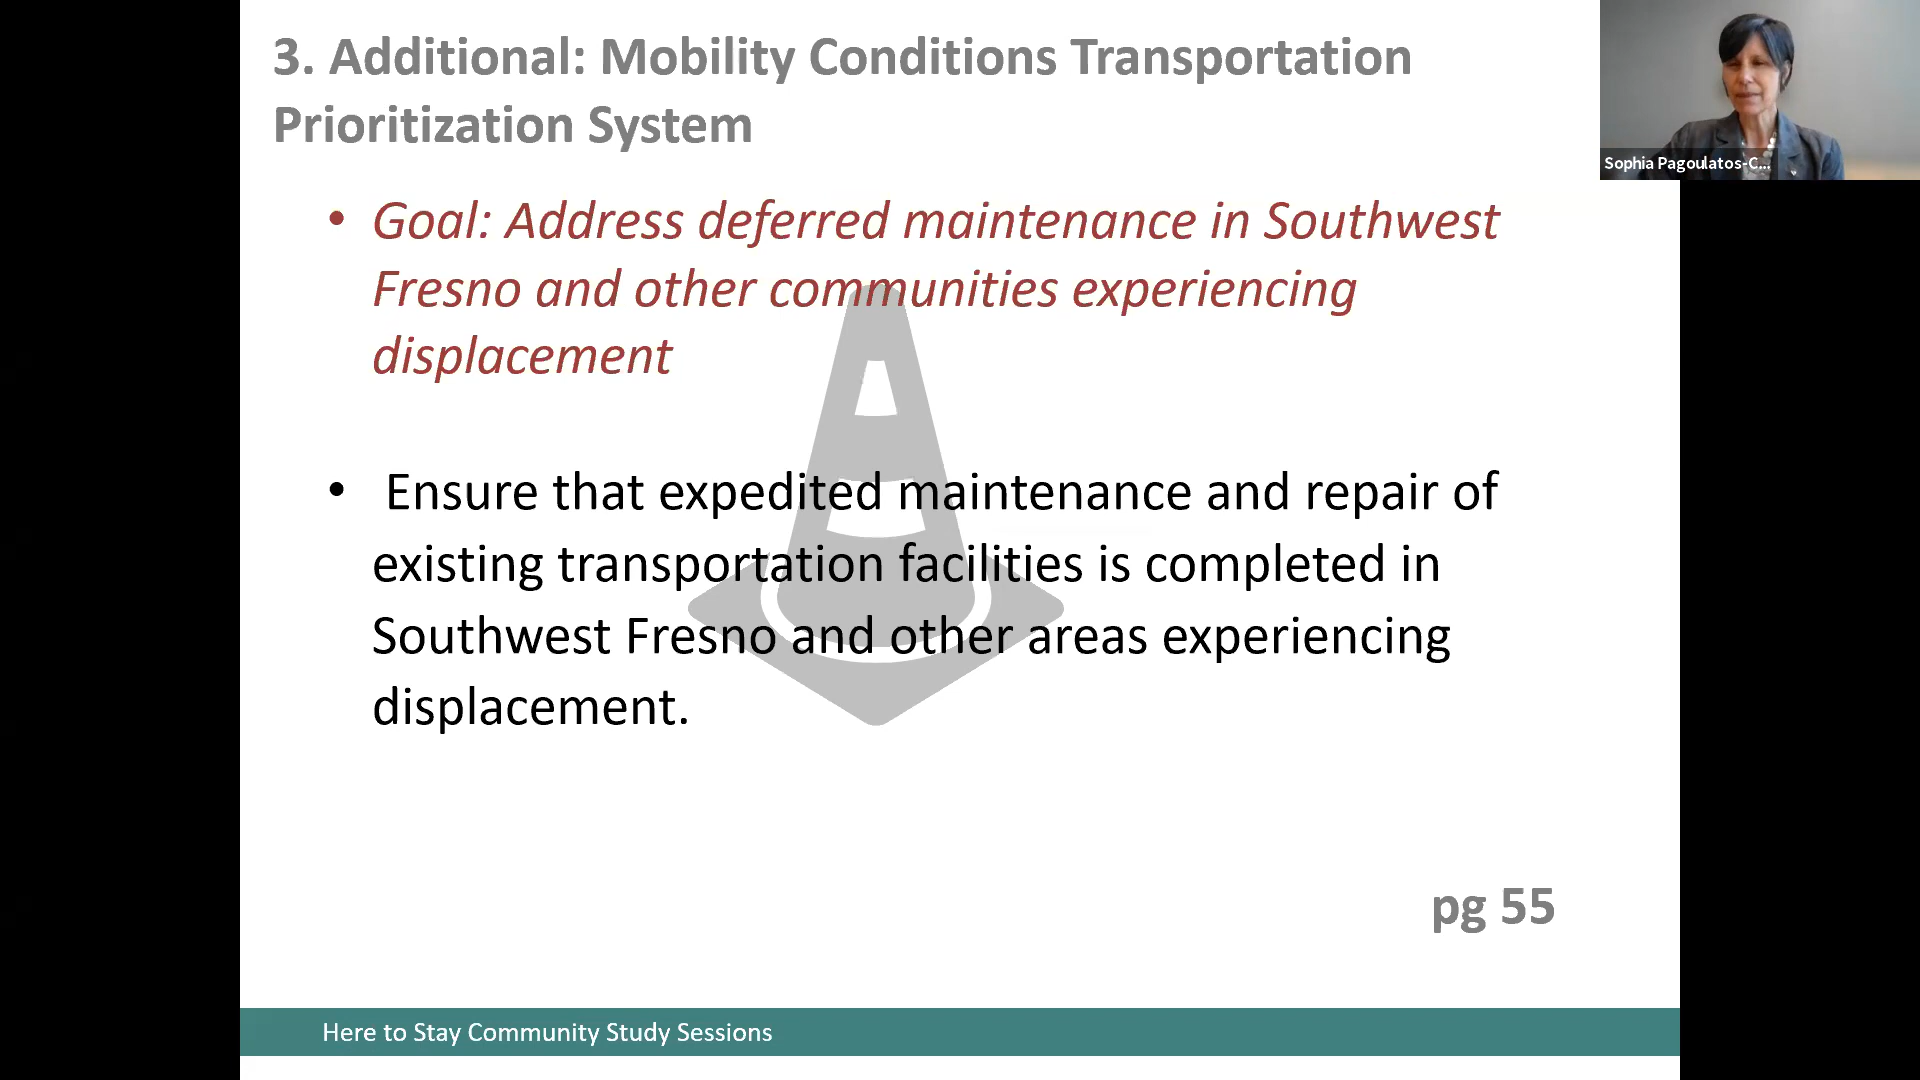 3. Additional: Mobility Conditions Transportation
Prioritization System
• Goal: Address deferred maintenance in Southwest
Fresno and other communities experiencing
displacement
• Ensure that expedited maintenance and repair of
existing transportation facilities is completed in
Southwest Fresno and other areas experiencing
displacement.
pg 55
Here to Stay Community Study Sessions
Sophia Pagoulatos-C...